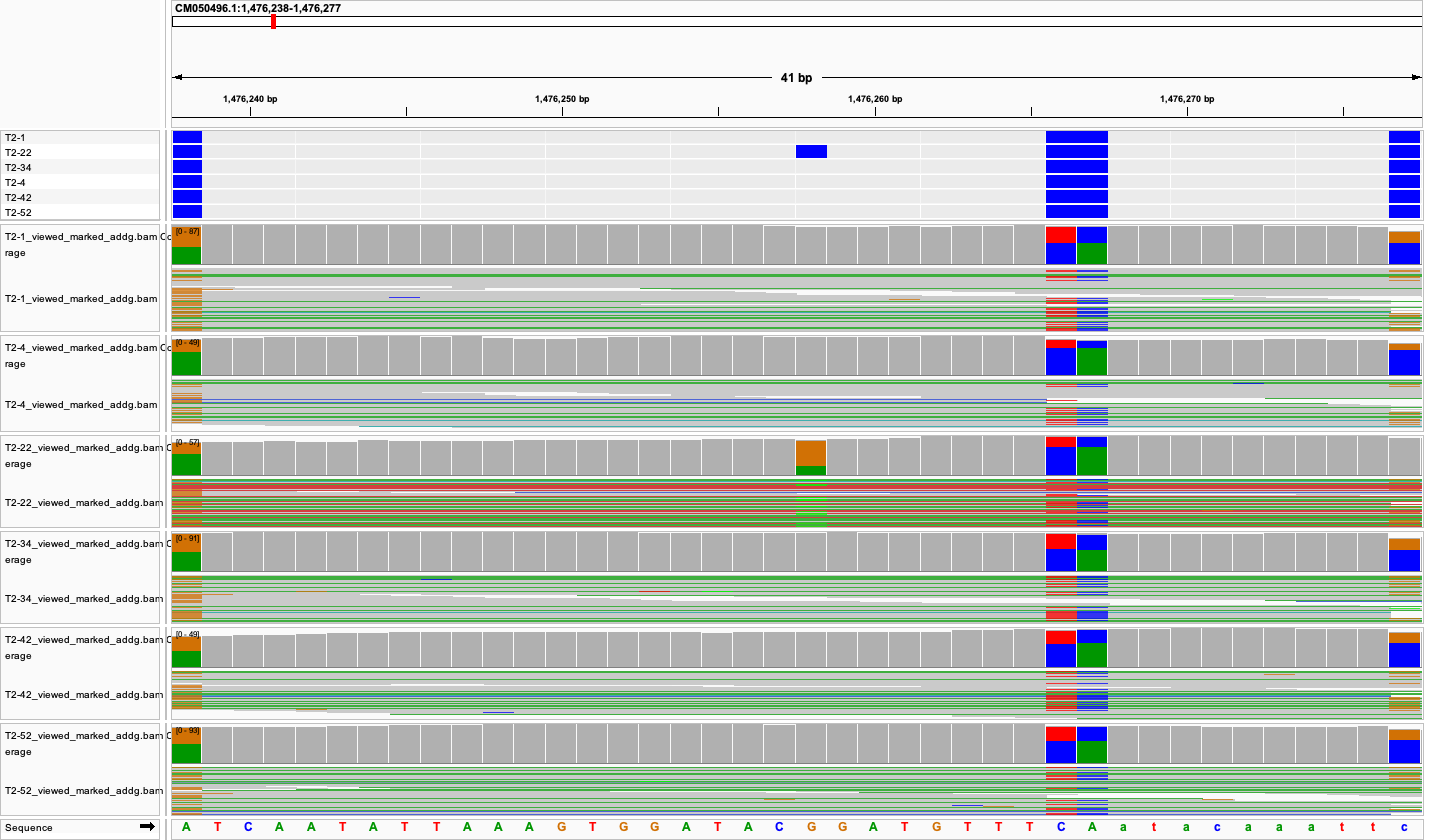 CM050496.1:1,476,238-1,476,277
41 bp
1,476,240 bp 1,476,250 bp 1,476,260 bp 1,476,270 bp
T2-1
T2-22
T2-34
T2-4
T2-42
T2-52
T2-1_viewed_marked_addg.bam Co
rage
[0 - 87]
T2-1_viewed_marked_addg.bam
T2-4_viewed_marked_addg.bam Co
rage
[0 - 49]
T2-4_viewed_marked_addg.bam
T2-22_viewed_marked_addg.bam C
erage
[0 - 57]
T2-22_viewed_marked_addg.bam
T2-34_viewed_marked_addg.bam C
erage
[0 - 91]
T2-34_viewed_marked_addg.bam
T2-42_viewed_marked_addg.bam C
erage
[0 - 49]
T2-42_viewed_marked_addg.bam
T2-52_viewed_marked_addg.bam C
erage
[0 - 93]
T2-52_viewed_marked_addg.bam
Sequence A T C A A T A T T A A A G T G G A T A C G G A T G T T T C A a t a c a a a t t c